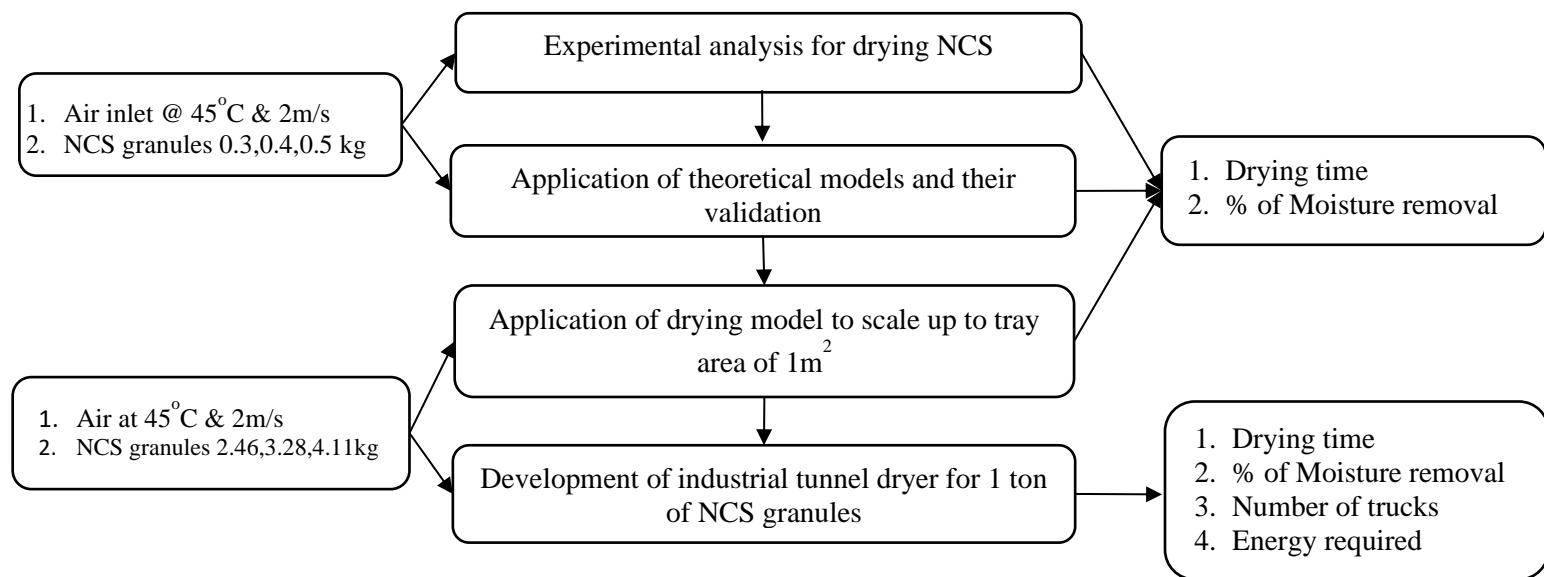 Experimental analysis for drying NCS
1. Air inlet @ 45°C & 2m/s
2. NCS granules 0.3,0.4,0.5 kg
Application of theoretical models and their
validation
1. Drying time
2. % of Moisture removal
Application of drying model to scale up to tray
area of 1m²
1. Air at 45°C & 2m/s
2. NCS granules 2.46,3.28,4.11kg
Development of industrial tunnel dryer for 1 ton
of NCS granules
1. Drying time
2. % of Moisture removal
3. Number of trucks
4. Energy required